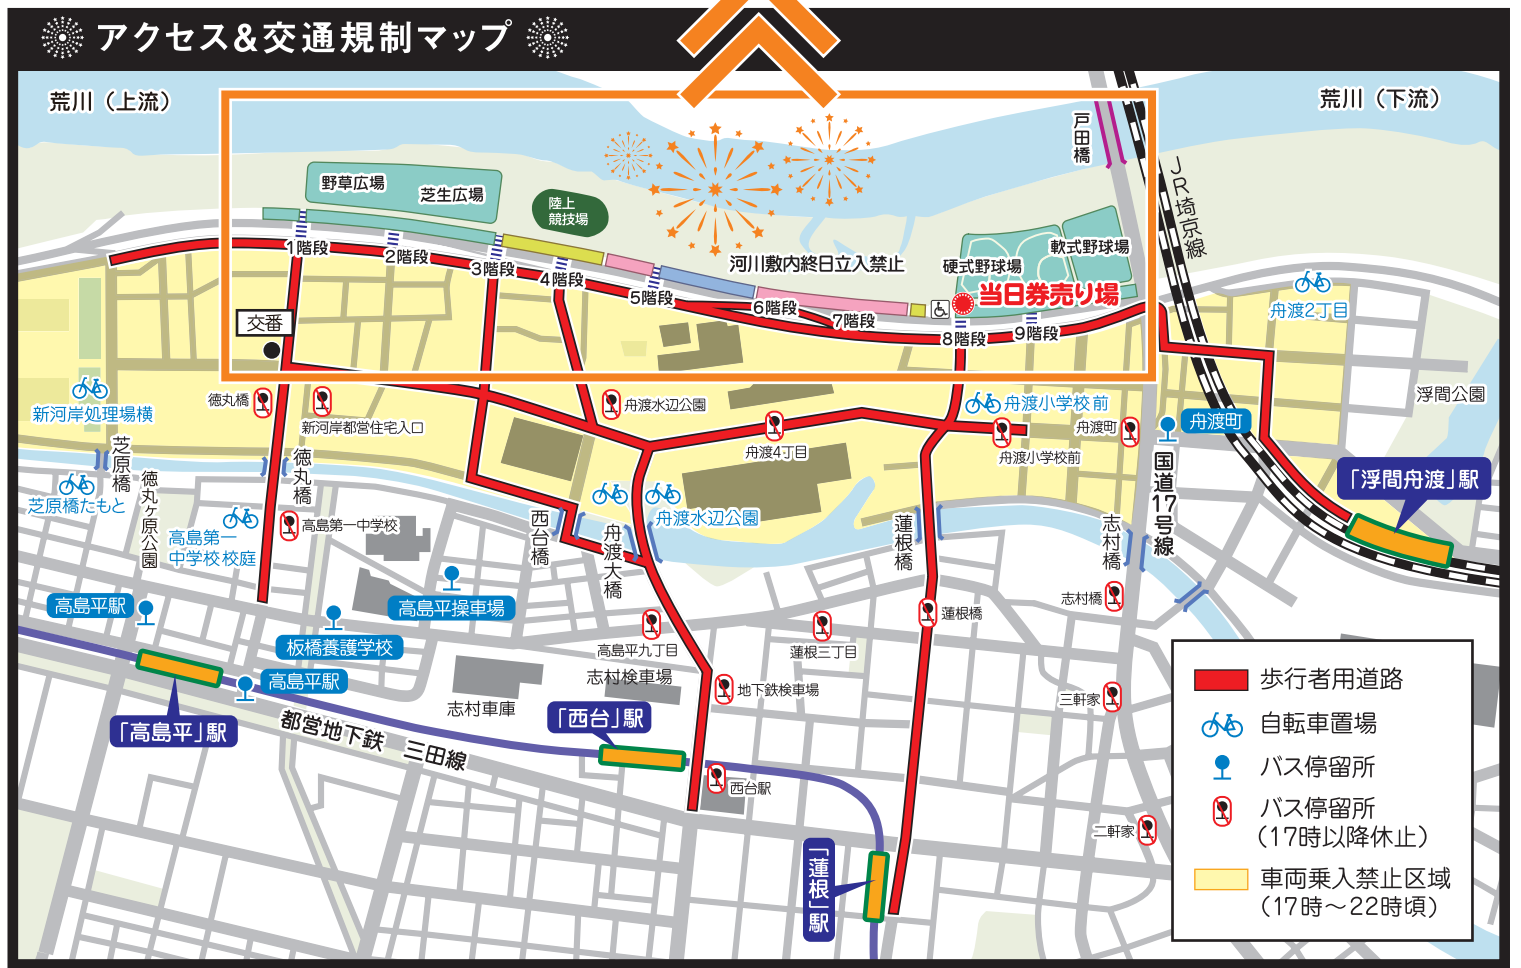 アクセス&交通規制マップ
荒川（上流）
荒川（下流）
戸田橋
JR埼京線
野草広場
芝生広場
陸上
競技場
河川敷内終日立入禁止
硬式野球場
軟式野球場
当日券売り場
1階段
2階段
3階段
4階段
5階段
6階段
7階段
8階段
9階段
交番
舟渡2丁目
浮間公園
新河岸処理場横
徳丸橋
新河岸都営住宅入口
舟渡水辺公園
舟渡4丁目
舟渡小学校前
舟渡小学校前
舟渡町
舟渡町
国道17号線
「浮間舟渡」駅
芝原橋
芝原橋たもと
徳丸ヶ原公園
徳丸橋
高島第一中学校
高島第一
中学校校庭
西台橋
舟渡大橋
舟渡水辺公園
蓮根橋
志村橋
志村橋
高島平駅
高島平操車場
板橋養護学校
高島平駅
「高島平」駅
都営地下鉄 三田線
志村車庫
高島平九丁目
志村検車場
地下鉄検車場
「西台」駅
西台駅
蓮根三丁目
蓮根橋
三軒家
二軒家
「蓮根」駅
歩行者用道路
自転車置場
バス停留所
バス停留所
（17時以降休止）
車両乗入禁止区域
（17時～22時頃）